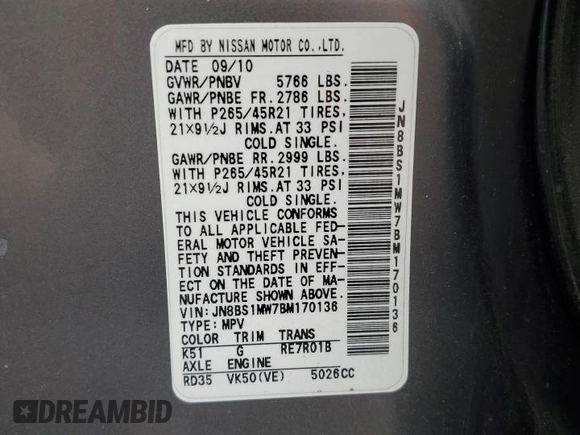 MFD BY NISSAN MOTOR CO.,LTD.
DATE 09/10
GVWR/PNBV 5766 LBS.
GAWR/PNBE FR. 2786 LBS.
WITH P265/45R21 TIRES,
21×9½J RIMS.AT 33 PSI
COLD SINGLE.
GAWR/PNBE RR. 2999 LBS.
WITH P265/45R21 TIRES,
21×9½J RIMS.AT 33 PSI
COLD SINGLE.
THIS VEHICLE CONFORMS
TO ALL APPLICABLE FED-
ERAL MOTOR VEHICLE SA-
FETY AND THEFT PREVEN-
TION STANDARDS IN EFF-
ECT ON THE DATE OF MA-
NUFACTURE SHOWN ABOVE.
VIN: JN8BS1MW7BM170136
TYPE: MPV
COLOR TRIM TRANS
K51 G RE7R01B
AXLE ENGINE
RD35 VK50(VE) 5026CC
JN8BS1MW7BM170136
DREAMBID